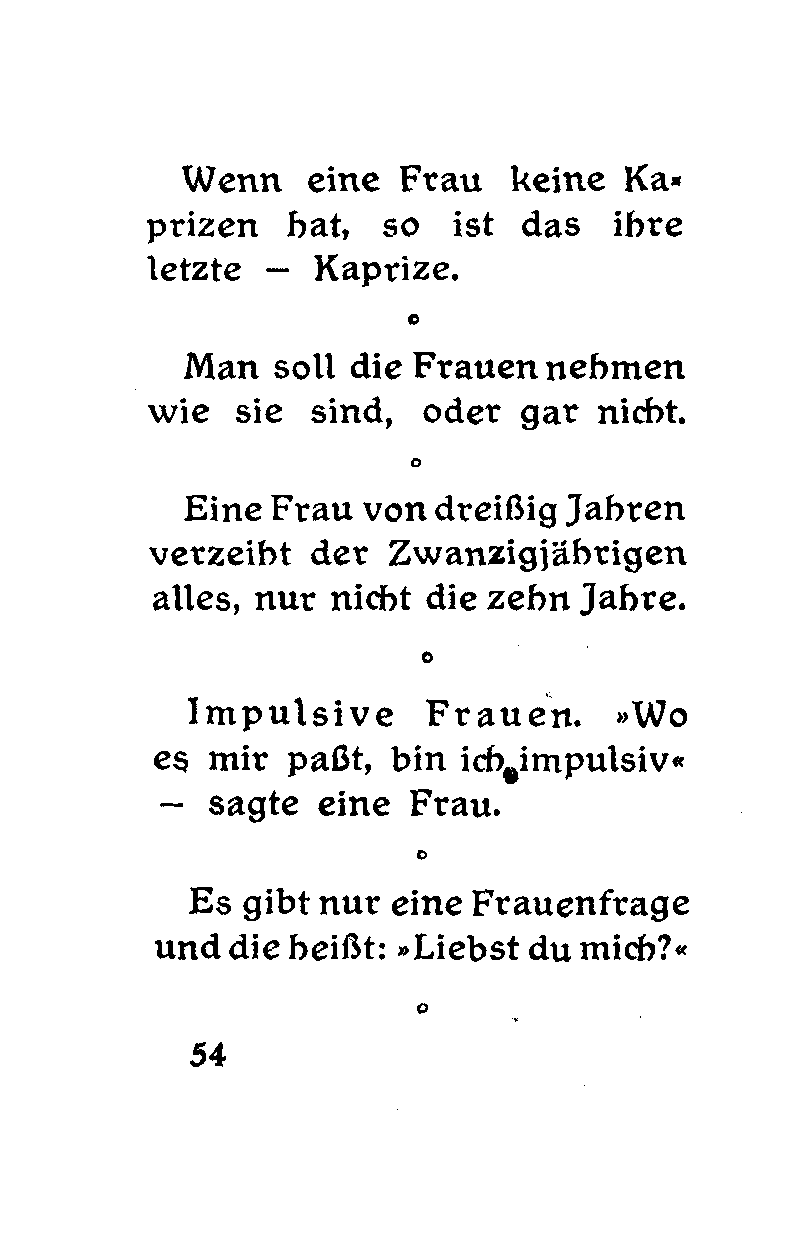 Wenn eine Frau keine Ka-
prizen hat, so ist das ihre
letzte — Kaprize.
o
Man soll die Frauen nehmen
wie sie sind, oder gar nicht.
o
Eine Frau von dreißig Jahren
verzeiht der Zwanzigjährigen
alles, nur nicht die zehn Jahre.
o
Impulsive Frauen. »Wo
es mir paßt, bin ich impulsiv«
— sagte eine Frau.
o
Es gibt nur eine Frauenfrage
und die heißt: »Liebst du mich?«
o
54